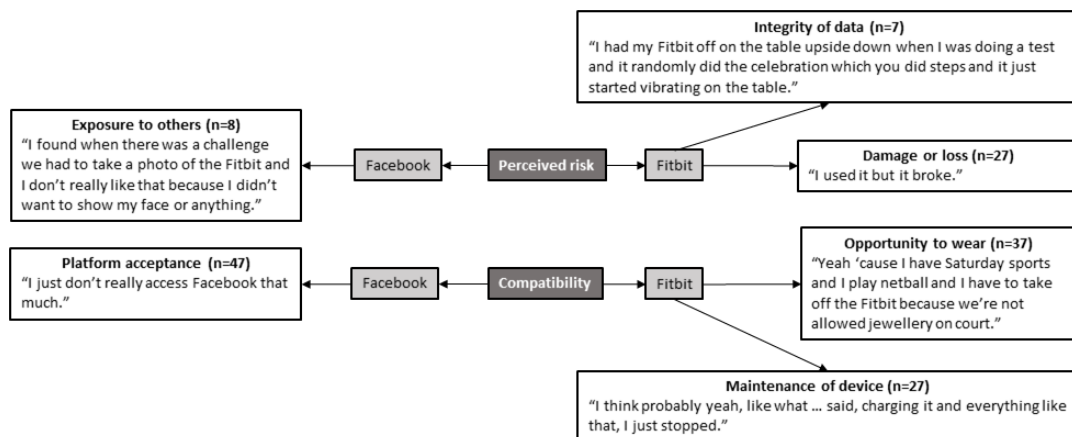 Integrity of data (n=7)
“I had my Fitbit off on the table upside down when I was doing a test
and it randomly did the celebration which you did steps and it just
started vibrating on the table.”
Exposure to others (n=8)
“I found when there was a challenge
we had to take a photo of the Fitbit and
I don’t really like that because I didn’t
want to show my face or anything.”
Facebook
Perceived risk
Fitbit
Damage or loss (n=27)
“I used it but it broke.”
Platform acceptance (n=47)
“I just don’t really access Facebook that
much.”
Facebook
Compatibility
Fitbit
Opportunity to wear (n=37)
“Yeah ‘cause I have Saturday sports
and I play netball and I have to take
off the Fitbit because we’re not
allowed jewellery on court.”
Maintenance of device (n=27)
“I think probably yeah, like what … said, charging it and everything like
that, I just stopped.”